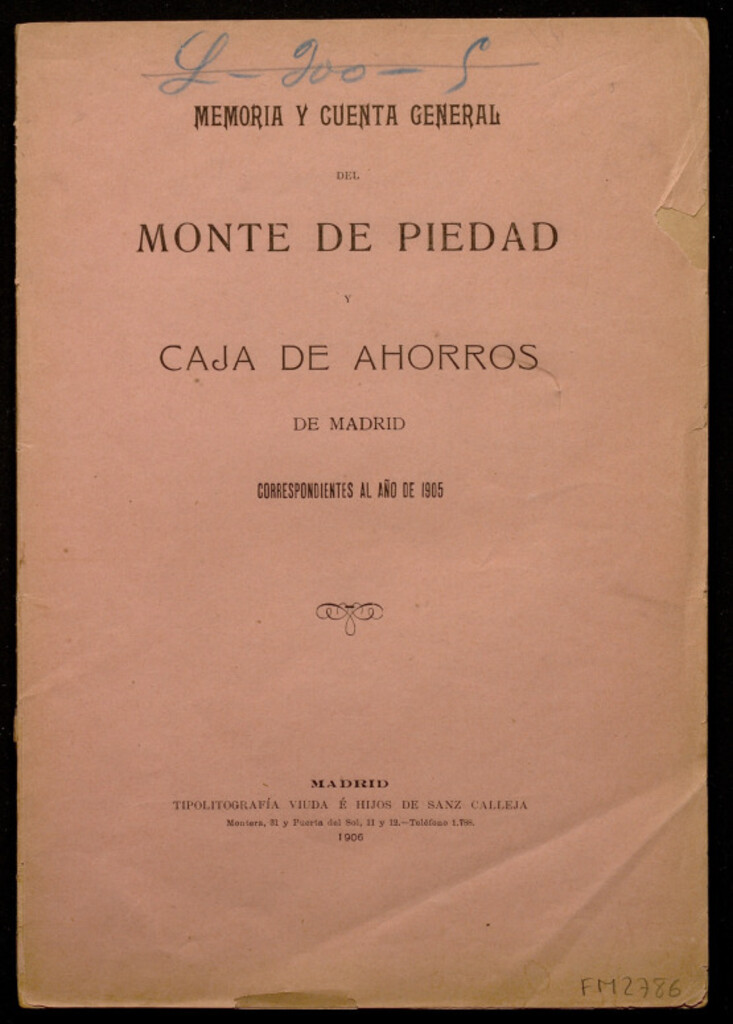 L-900-5
MEMORIA Y CUENTA GENERAL
DEL
MONTE DE PIEDAD
Y
CAJA DE AHORROS
DE MADRID
CORRESPONDIENTES AL AÑO DE 1905
MADRID
TIPOLITOGRAFÍA VIUDA É HIJOS DE SANZ CALLEJA
Montera, 31 y Puerta del Sol, 11 y 12.—Teléfono 1.788.
1906
FM2786